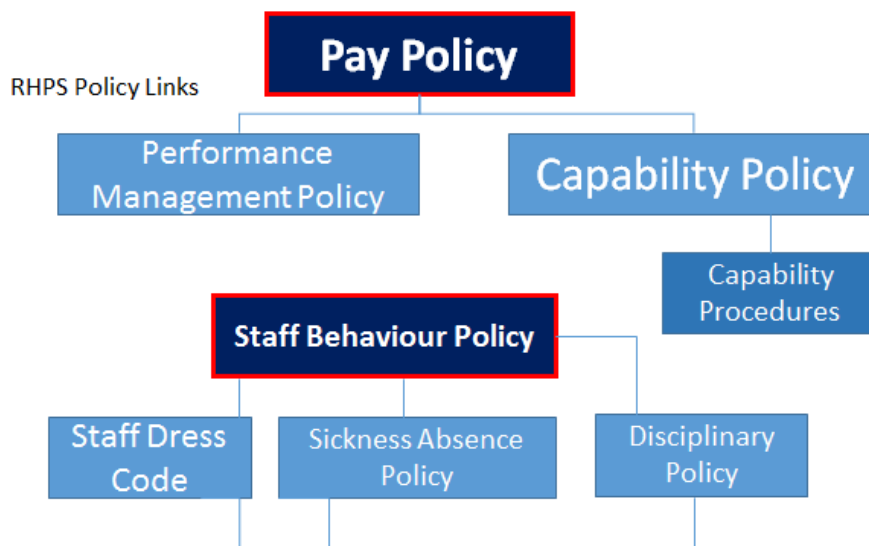 Pay Policy
RHPS Policy Links
Performance
Management Policy
Capability Policy
Capability
Procedures
Staff Behaviour Policy
Staff Dress
Code
Sickness Absence
Policy
Disciplinary
Policy